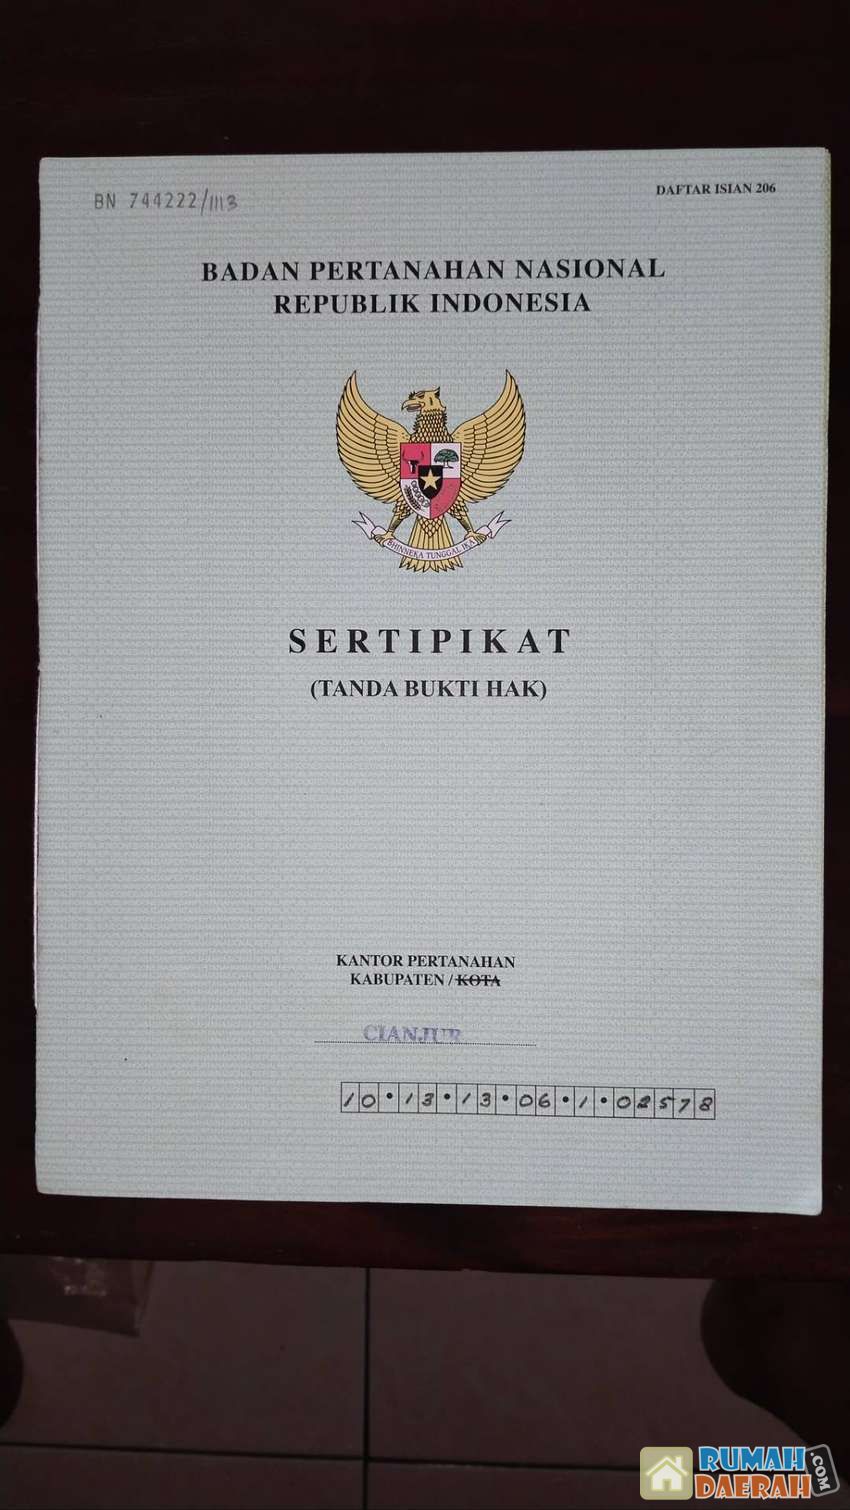 BN 744222/1113
DAFTAR ISIAN 206
BADAN PERTANAHAN NASIONAL
REPUBLIK INDONESIA
BHINNEKA TUNGGAL IKA
SERTIPIKAT
(TANDA BUKTI HAK)
KANTOR PERTANAHAN
KABUPATEN / KOTA
CIANJUR
10.13.13.06.1.02578
RUMAH
DAERAH.COM